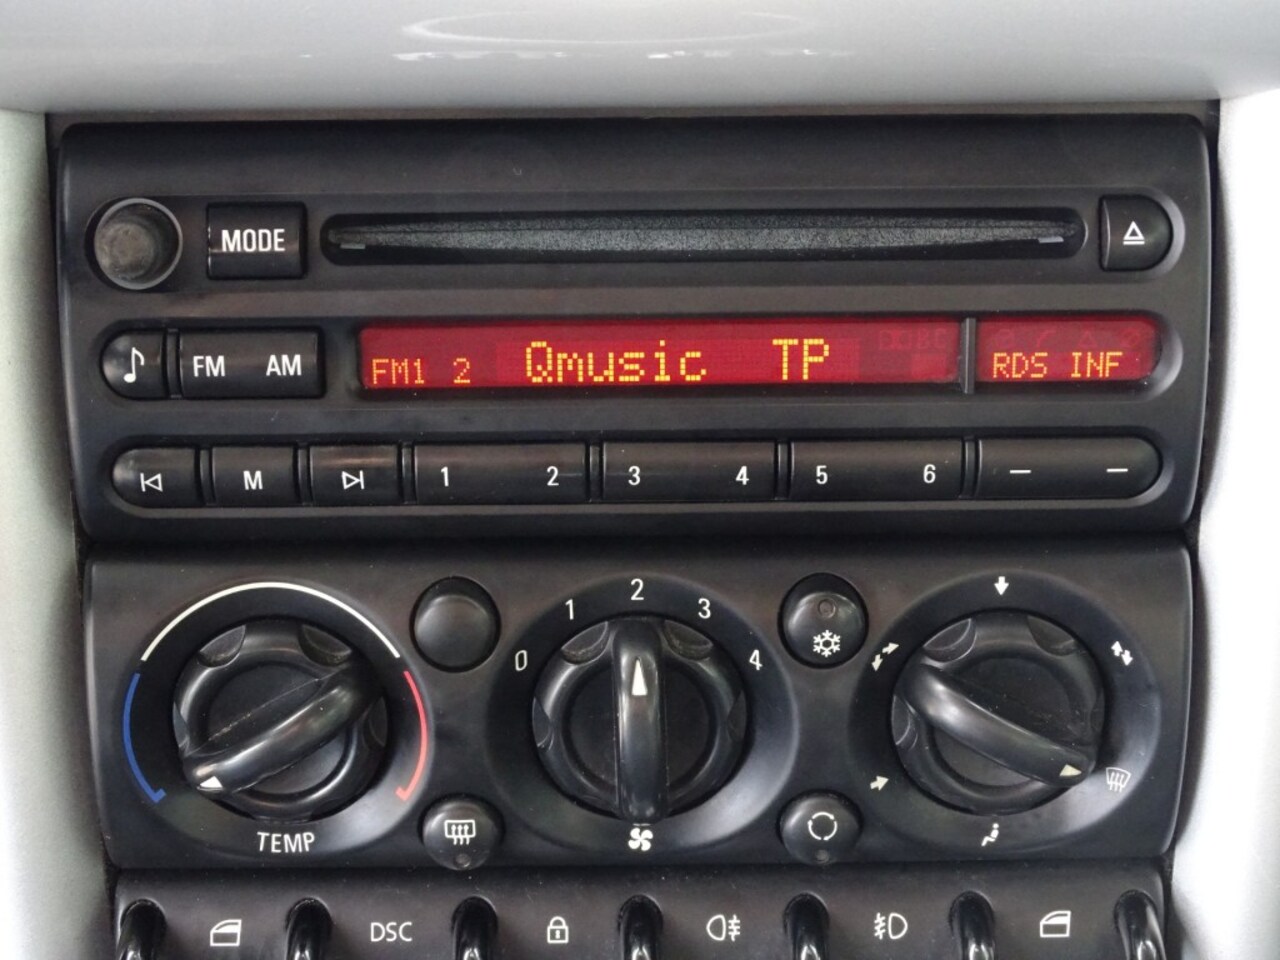 MODE
FM AM
FM1 2 Qmusic TP RDS INF
M 1 2 3 4 5 6
0 1 2 3 4
TEMP
DSC